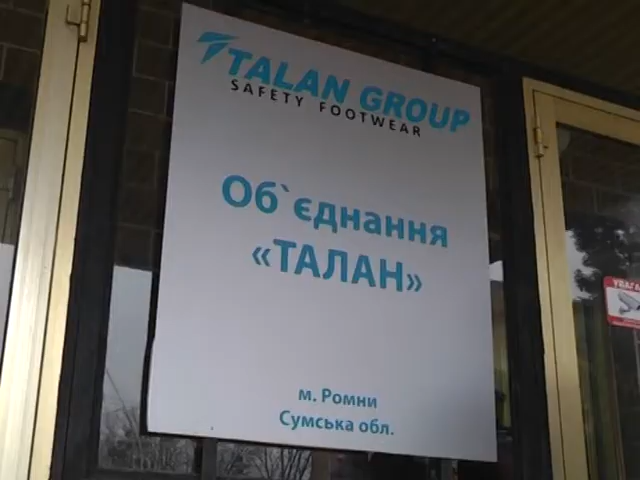 TALAN GROUP
SAFETY FOOTWEAR
Об`єднання
«ТАЛАН»
м. Ромни
Сумська обл.
УВАГА